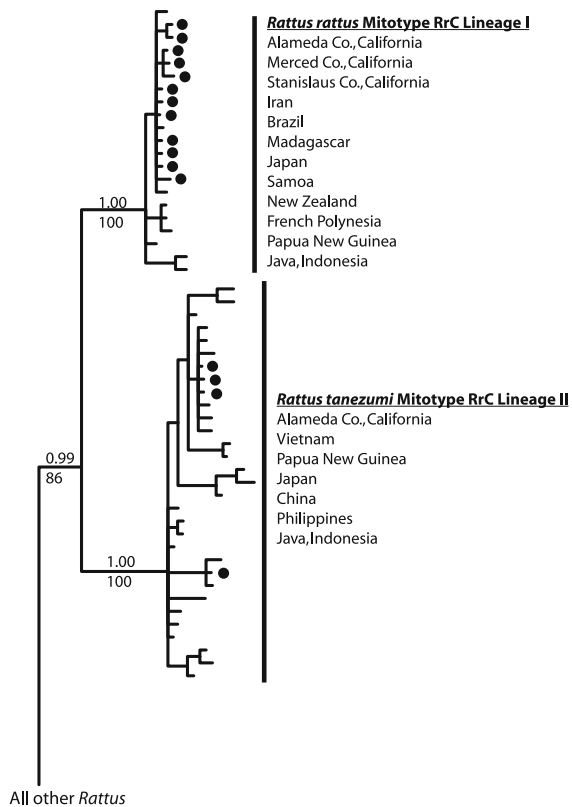 Rattus rattus Mitotype RrC Lineage I
Alameda Co.,California
Merced Co.,California
Stanislaus Co.,California
Iran
Brazil
Madagascar
Japan
Samoa
New Zealand
French Polynesia
Papua New Guinea
Java,Indonesia
1.00
100
Rattus tanezumi Mitotype RrC Lineage II
Alameda Co.,California
Vietnam
Papua New Guinea
Japan
China
Philippines
Java,Indonesia
0.99
86
1.00
100
All other Rattus